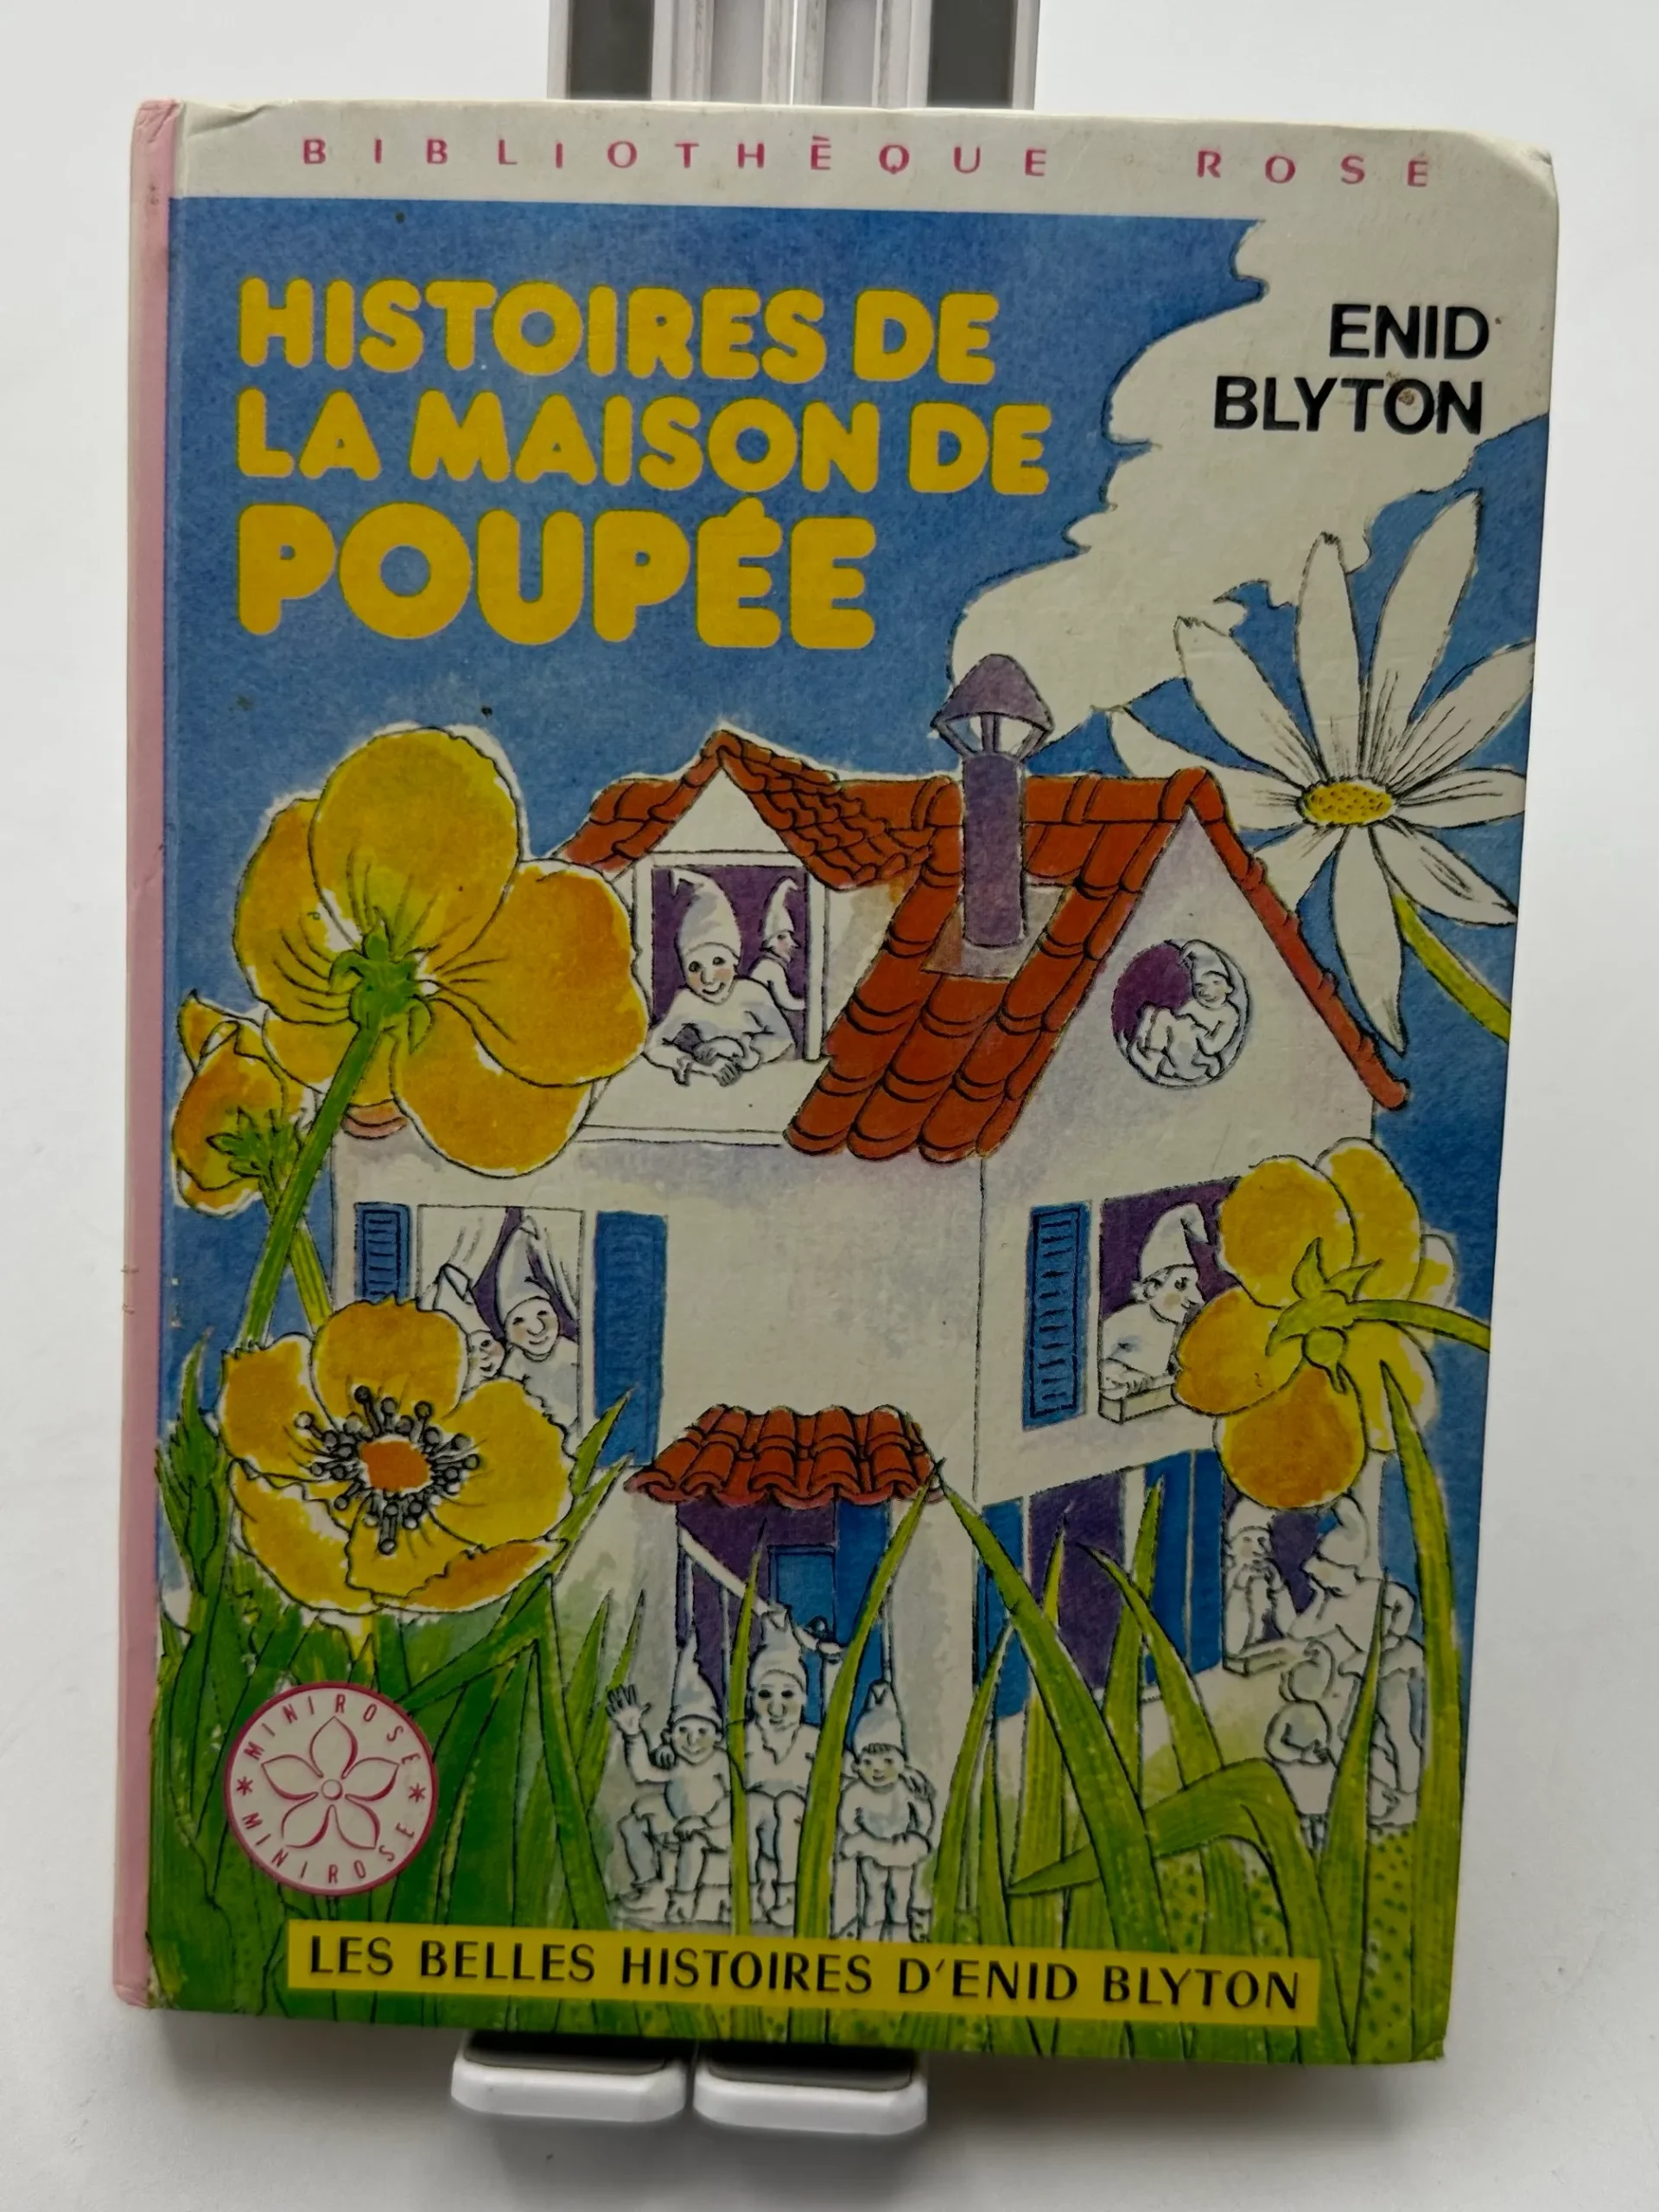 BIBLIOTHÈQUE ROSE
HISTOIRES DE
LA MAISON DE
POUPÉE
ENID
BLYTON
MINIROSE * MINIROSE *
LES BELLES HISTOIRES D'ENID BLYTON